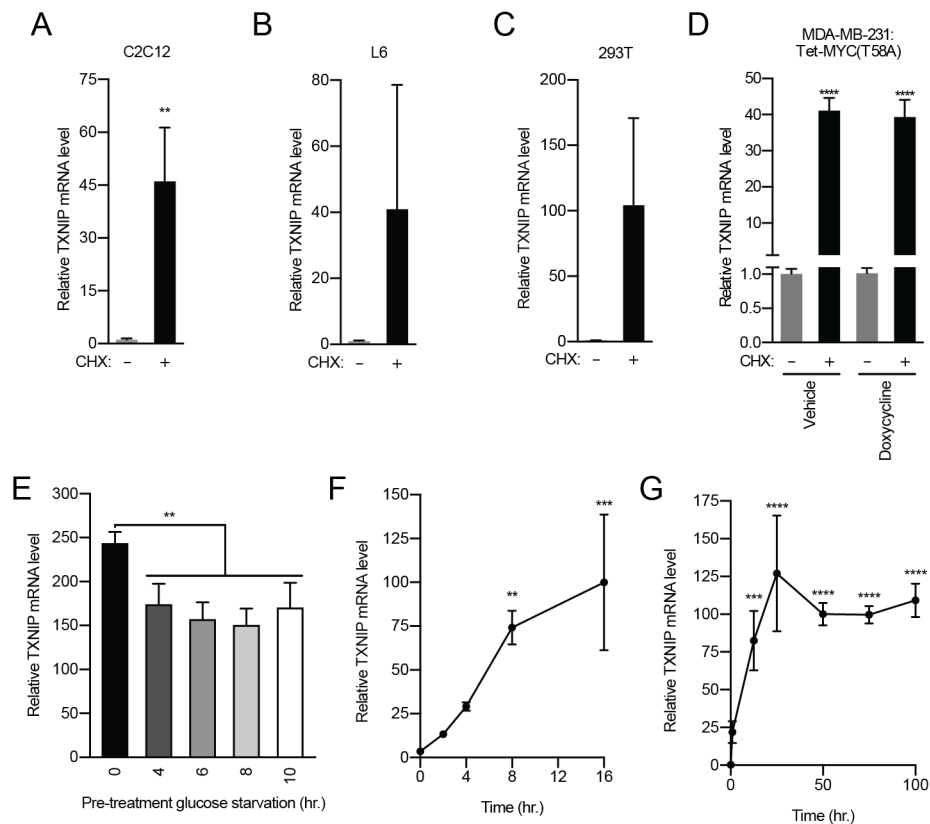 A
C2C12
Relative TXNIP mRNA level
75
60
45
30
15
0
**
CHX: – +
B
L6
Relative TXNIP mRNA level
80
60
40
20
0
CHX: – +
C
293T
Relative TXNIP mRNA level
200
150
100
50
0
CHX: – +
D
MDA-MB-231:
Tet-MYC(T58A)
Relative TXNIP mRNA level
50
40
30
20
10
1.0
0.5
0.0
**** ****
CHX: – + – +
Vehicle
Doxycycline
E
Relative TXNIP mRNA level
300
250
200
150
100
50
0
**
0 4 6 8 10
Pre-treatment glucose starvation (hr.)
F
Relative TXNIP mRNA level
150
125
100
75
50
25
0
**
***
0 4 8 12 16
Time (hr.)
G
Relative TXNIP mRNA level
175
150
125
100
75
50
25
0
***
****
****
****
****
0 50 100
Time (hr.)